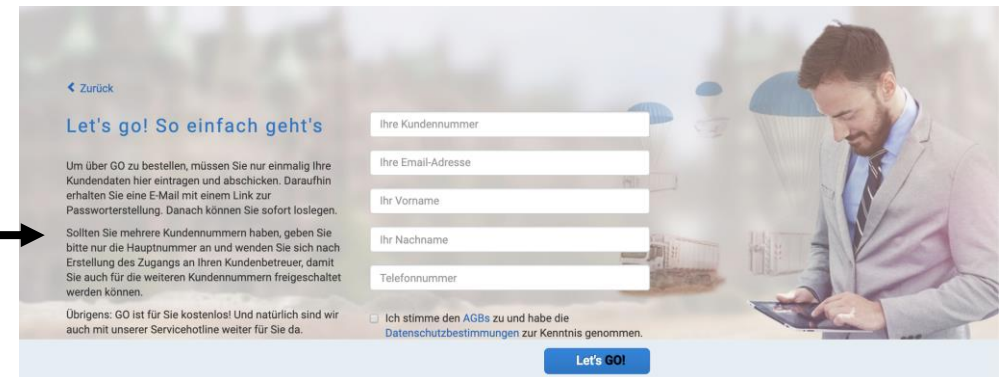 Zurück
Let's go! So einfach geht's
Um über GO zu bestellen, müssen Sie nur einmalig Ihre
Kundendaten hier eintragen und abschicken. Daraufhin
erhalten Sie eine E-Mail mit einem Link zur
Passworterstellung. Danach können Sie sofort loslegen.
Sollten Sie mehrere Kundennummern haben, geben Sie
bitte nur die Hauptnummer an und wenden Sie sich nach
Erstellung des Zugangs an Ihren Kundenbetreuer, damit
Sie auch für die weiteren Kundennummern freigeschaltet
werden können.
Übrigens: GO ist für Sie kostenlos! Und natürlich sind wir
auch mit unserer Servicehotline weiter für Sie da.
Ihre Kundennummer
Ihre Email-Adresse
Ihr Vorname
Ihr Nachname
Telefonnummer
Ich stimme den AGBs zu und habe die
Datenschutzbestimmungen zur Kenntnis genommen.
Let's GO!